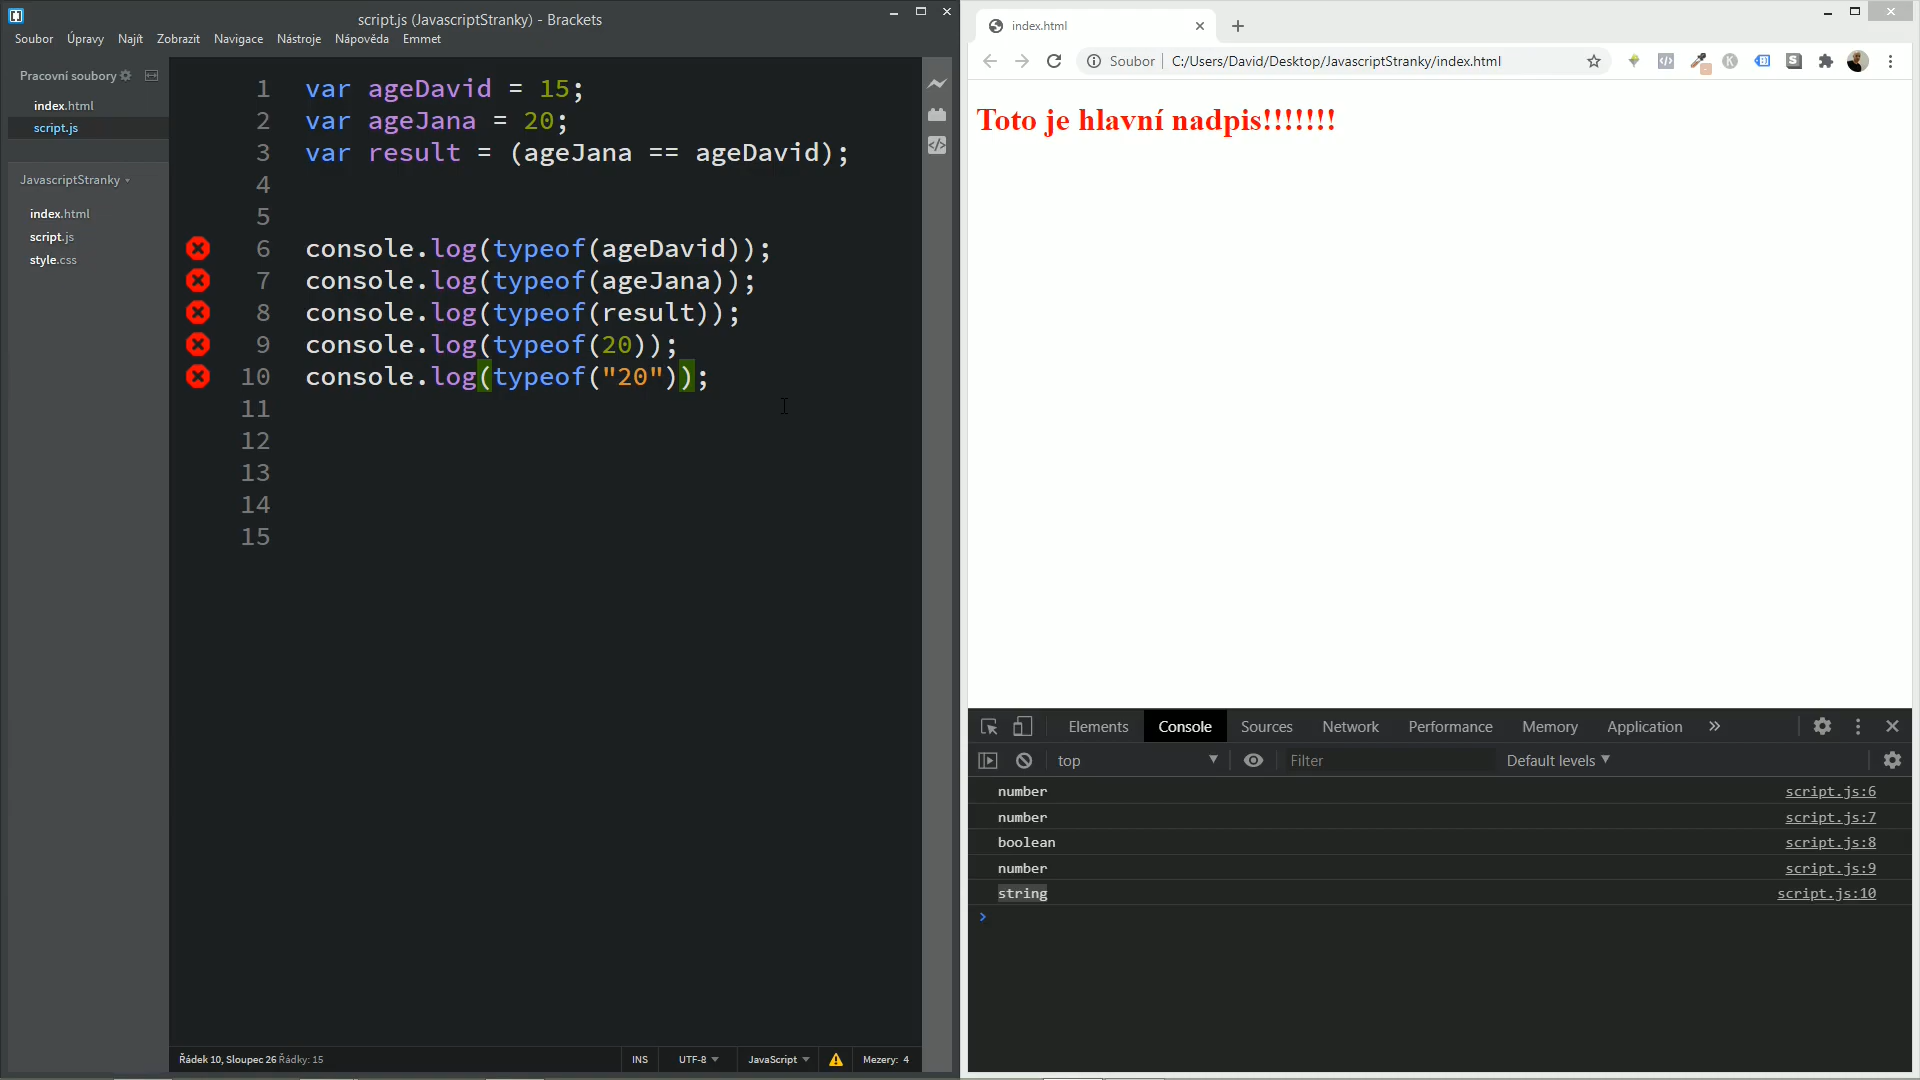 script.js (JavascriptStranky) - Brackets
Soubor Úpravy Najít Zobrazit Navigace Nástroje Nápověda Emmet
Pracovní soubory
index.html
script.js
JavascriptStranky
index.html
script.js
style.css
1 var ageDavid = 15;
2 var ageJana = 20;
3 var result = (ageJana == ageDavid);
4
5
6 console.log(typeof(ageDavid));
7 console.log(typeof(ageJana));
8 console.log(typeof(result));
9 console.log(typeof(20));
10 console.log(typeof("20"));
11
12
13
14
15
Řádek 10, Sloupec 26 Řádky: 15
INS UTF-8 JavaScript Mezery: 4
index.html
Soubor C:/Users/David/Desktop/JavascriptStranky/index.html
Toto je hlavní nadpis!!!!!!!
Elements Console Sources Network Performance Memory Application
top Filter Default levels
number script.js:6
number script.js:7
boolean script.js:8
number script.js:9
string script.js:10